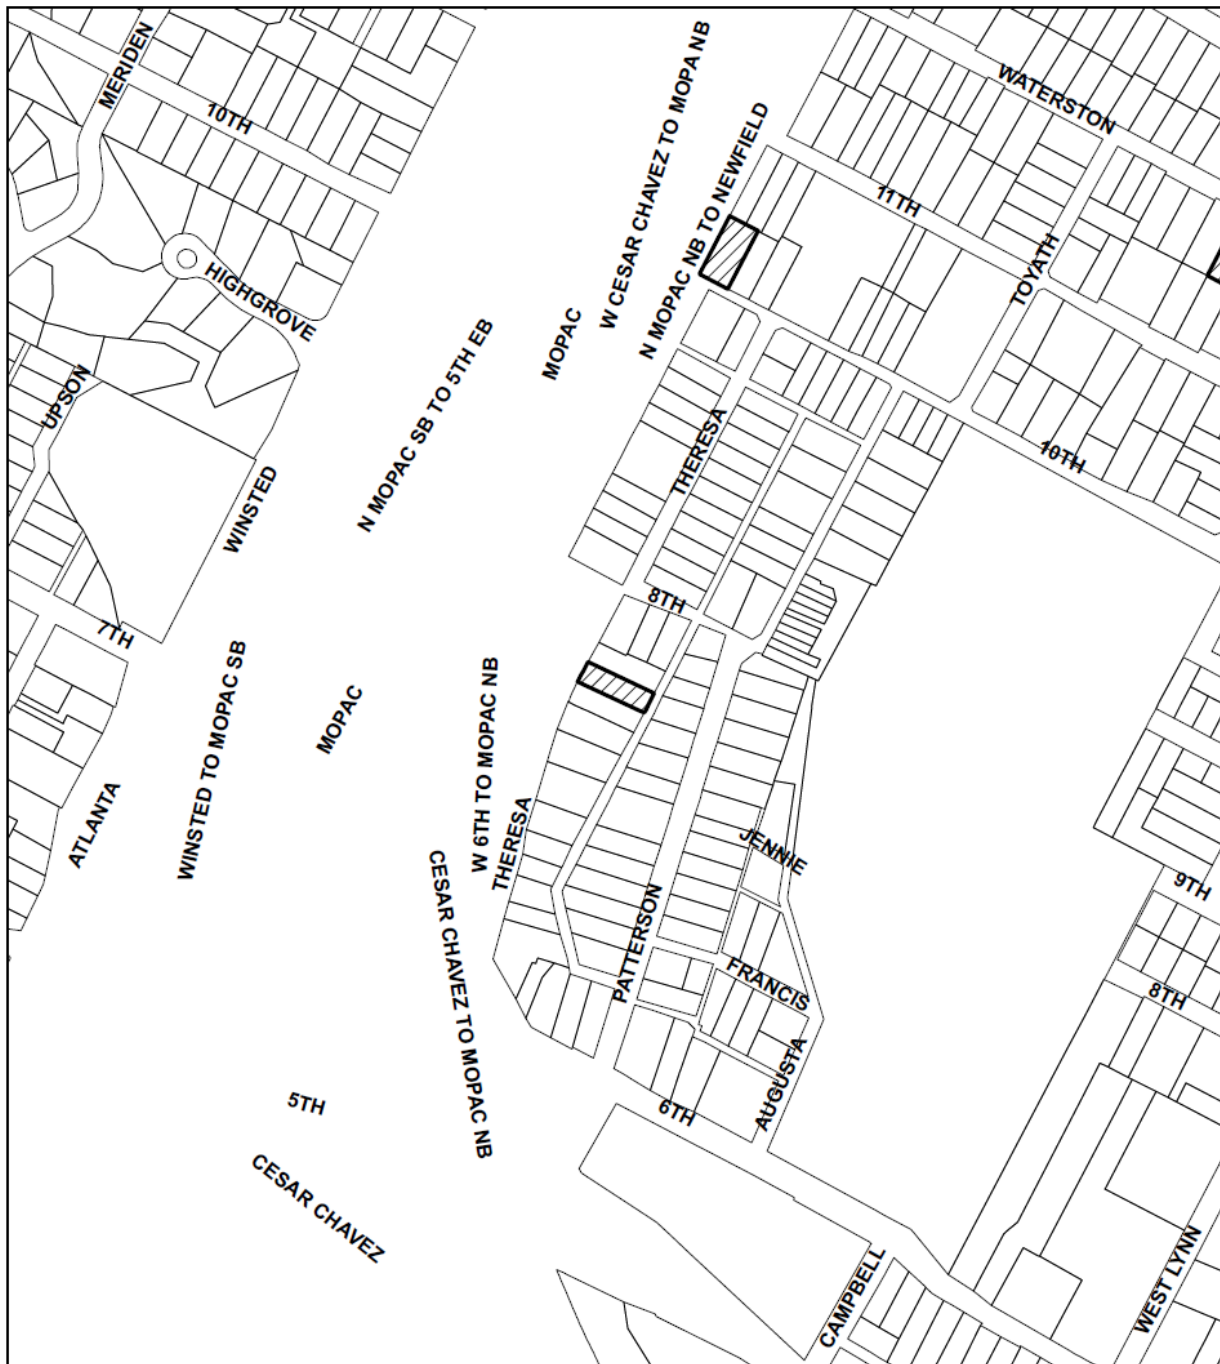 MERIDEN
10TH
W CESAR CHAVEZ TO MOPA NB
WATERSTON
N MOPAC NB TO NEWFIELD
11TH
TOYATH
HIGHGROVE
MOPAC
N MOPAC SB TO 5TH EB
UPSON
THERESA
10TH
WINSTED
8TH
7TH
WINSTED TO MOPAC SB
MOPAC
W 6TH TO MOPAC NB
ATLANTA
THERESA
JENNIE
9TH
CESAR CHAVEZ TO MOPAC NB
PATTERSON
FRANCIS
8TH
AUGUSTA
5TH
6TH
CESAR CHAVEZ
CAMPBELL
WEST LYNN